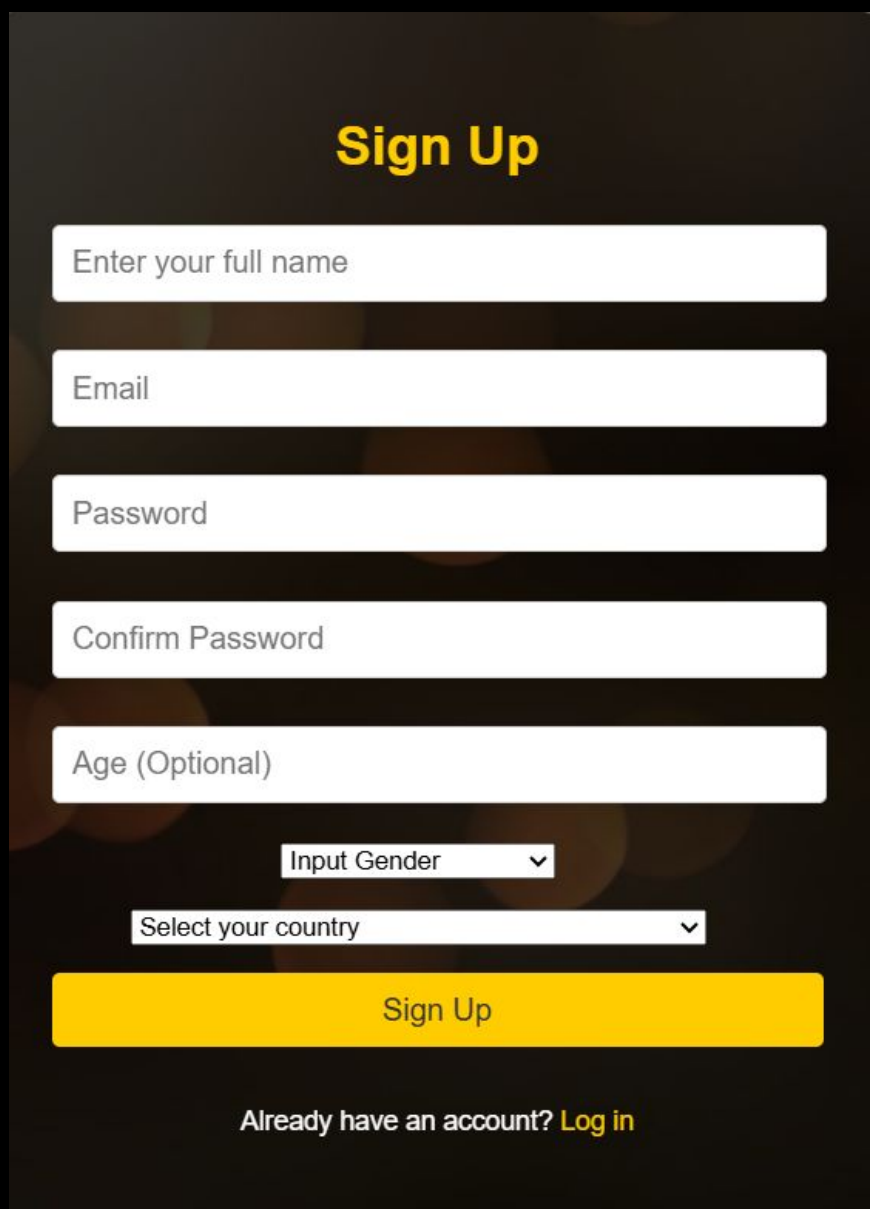 Sign Up
Enter your full name
Email
Password
Confirm Password
Age (Optional)
Input Gender
Select your country
Sign Up
Already have an account? Log in